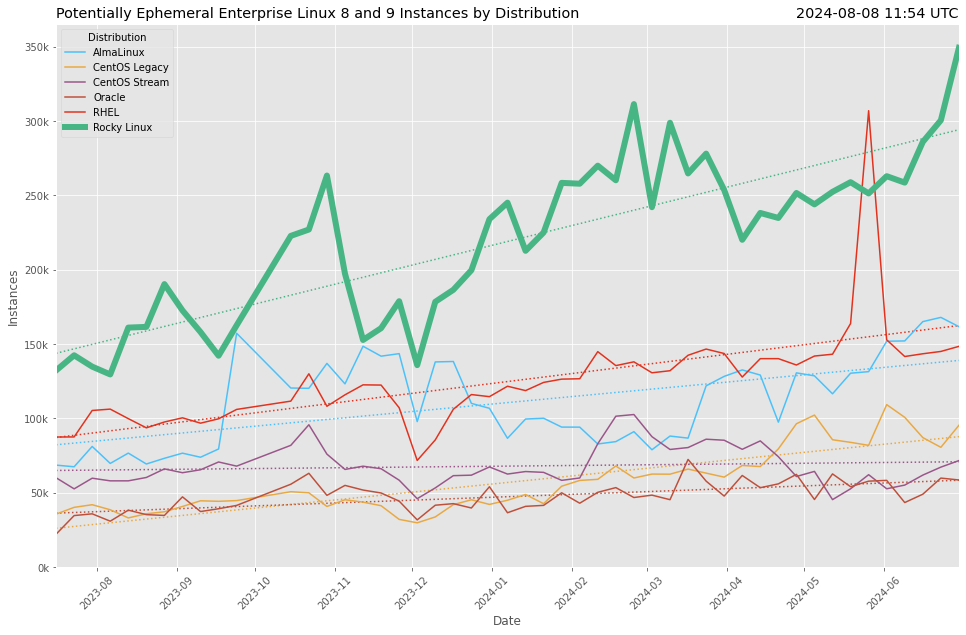 Potentially Ephemeral Enterprise Linux 8 and 9 Instances by Distribution
2024-08-08 11:54 UTC
Distribution
AlmaLinux
CentOS Legacy
CentOS Stream
Oracle
RHEL
Rocky Linux
350k
300k
250k
200k
150k
100k
50k
0k
Instances
2023-08
2023-09
2023-10
2023-11
2023-12
2024-01
2024-02
2024-03
2024-04
2024-05
2024-06
Date